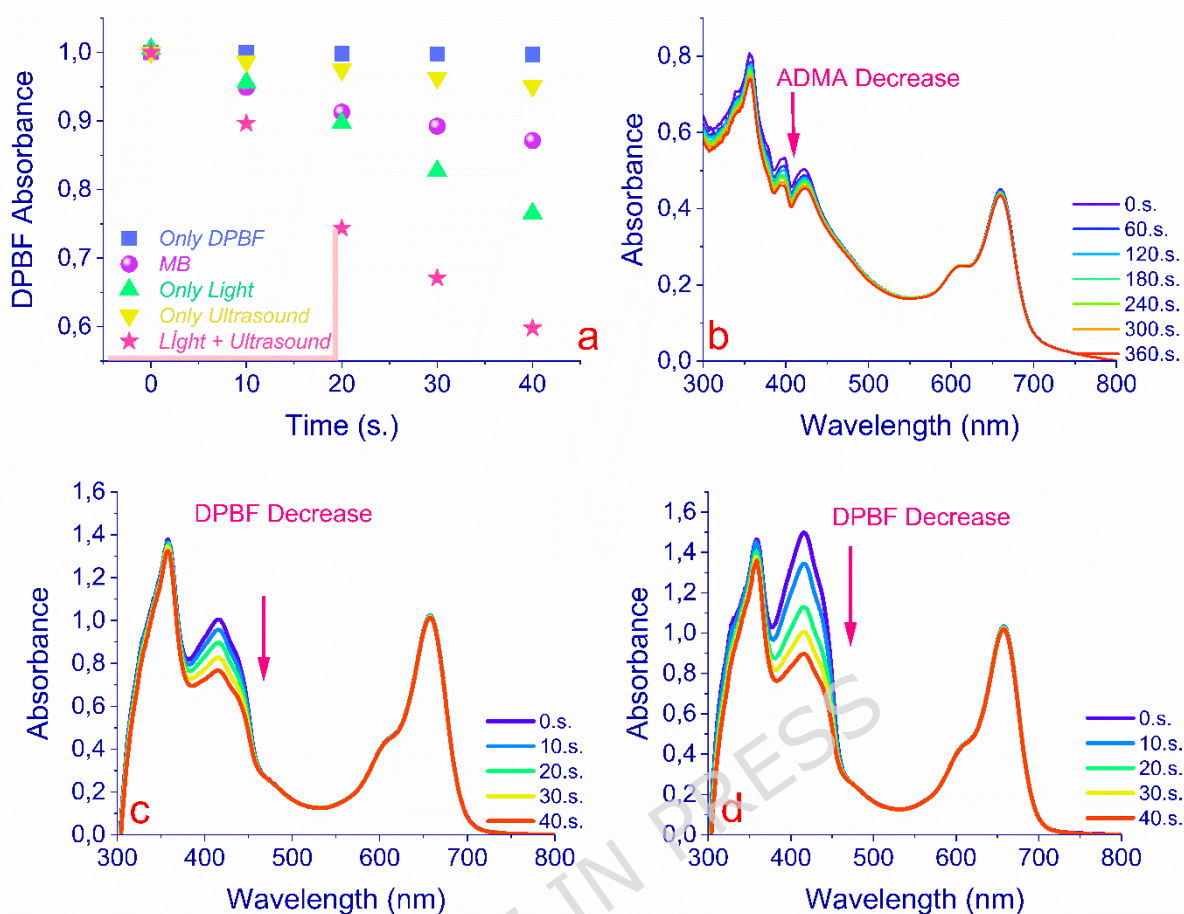 DPBF Absorbance
1,0
0,9
0,8
0,7
0,6
Only DPBF
MB
Only Light
Only Ultrasound
Lİght + Ultrasound
a
0 10 20 30 40
Time (s.)
Absorbance
0,8
0,6
0,4
0,2
0,0
ADMA Decrease
0.s.
60.s.
120.s.
180.s.
240.s.
300.s.
360.s.
b
300 400 500 600 700 800
Wavelength (nm)
Absorbance
1,6
1,4
1,2
1,0
0,8
0,6
0,4
0,2
0,0
DPBF Decrease
0.s.
10.s.
20.s.
30.s.
40.s.
c
300 400 500 600 700 800
Wavelength (nm)
Absorbance
1,6
1,4
1,2
1,0
0,8
0,6
0,4
0,2
0,0
DPBF Decrease
0.s.
10.s.
20.s.
30.s.
40.s.
d
300 400 500 600 700 800
Wavelength (nm)
IN PRESS